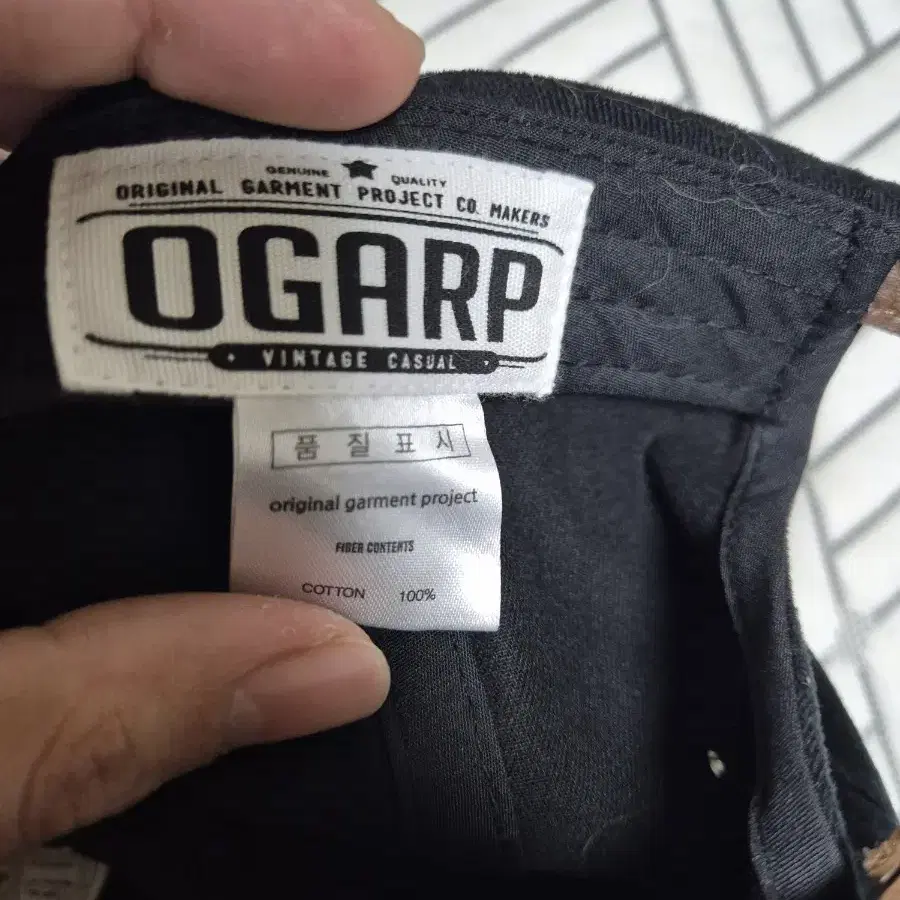 GENUINE QUALITY
ORIGINAL GARMENT PROJECT CO. MAKERS
OGARP
VINTAGE CASUAL
품질표시
original garment project
FIBER CONTENTS
COTTON 100%